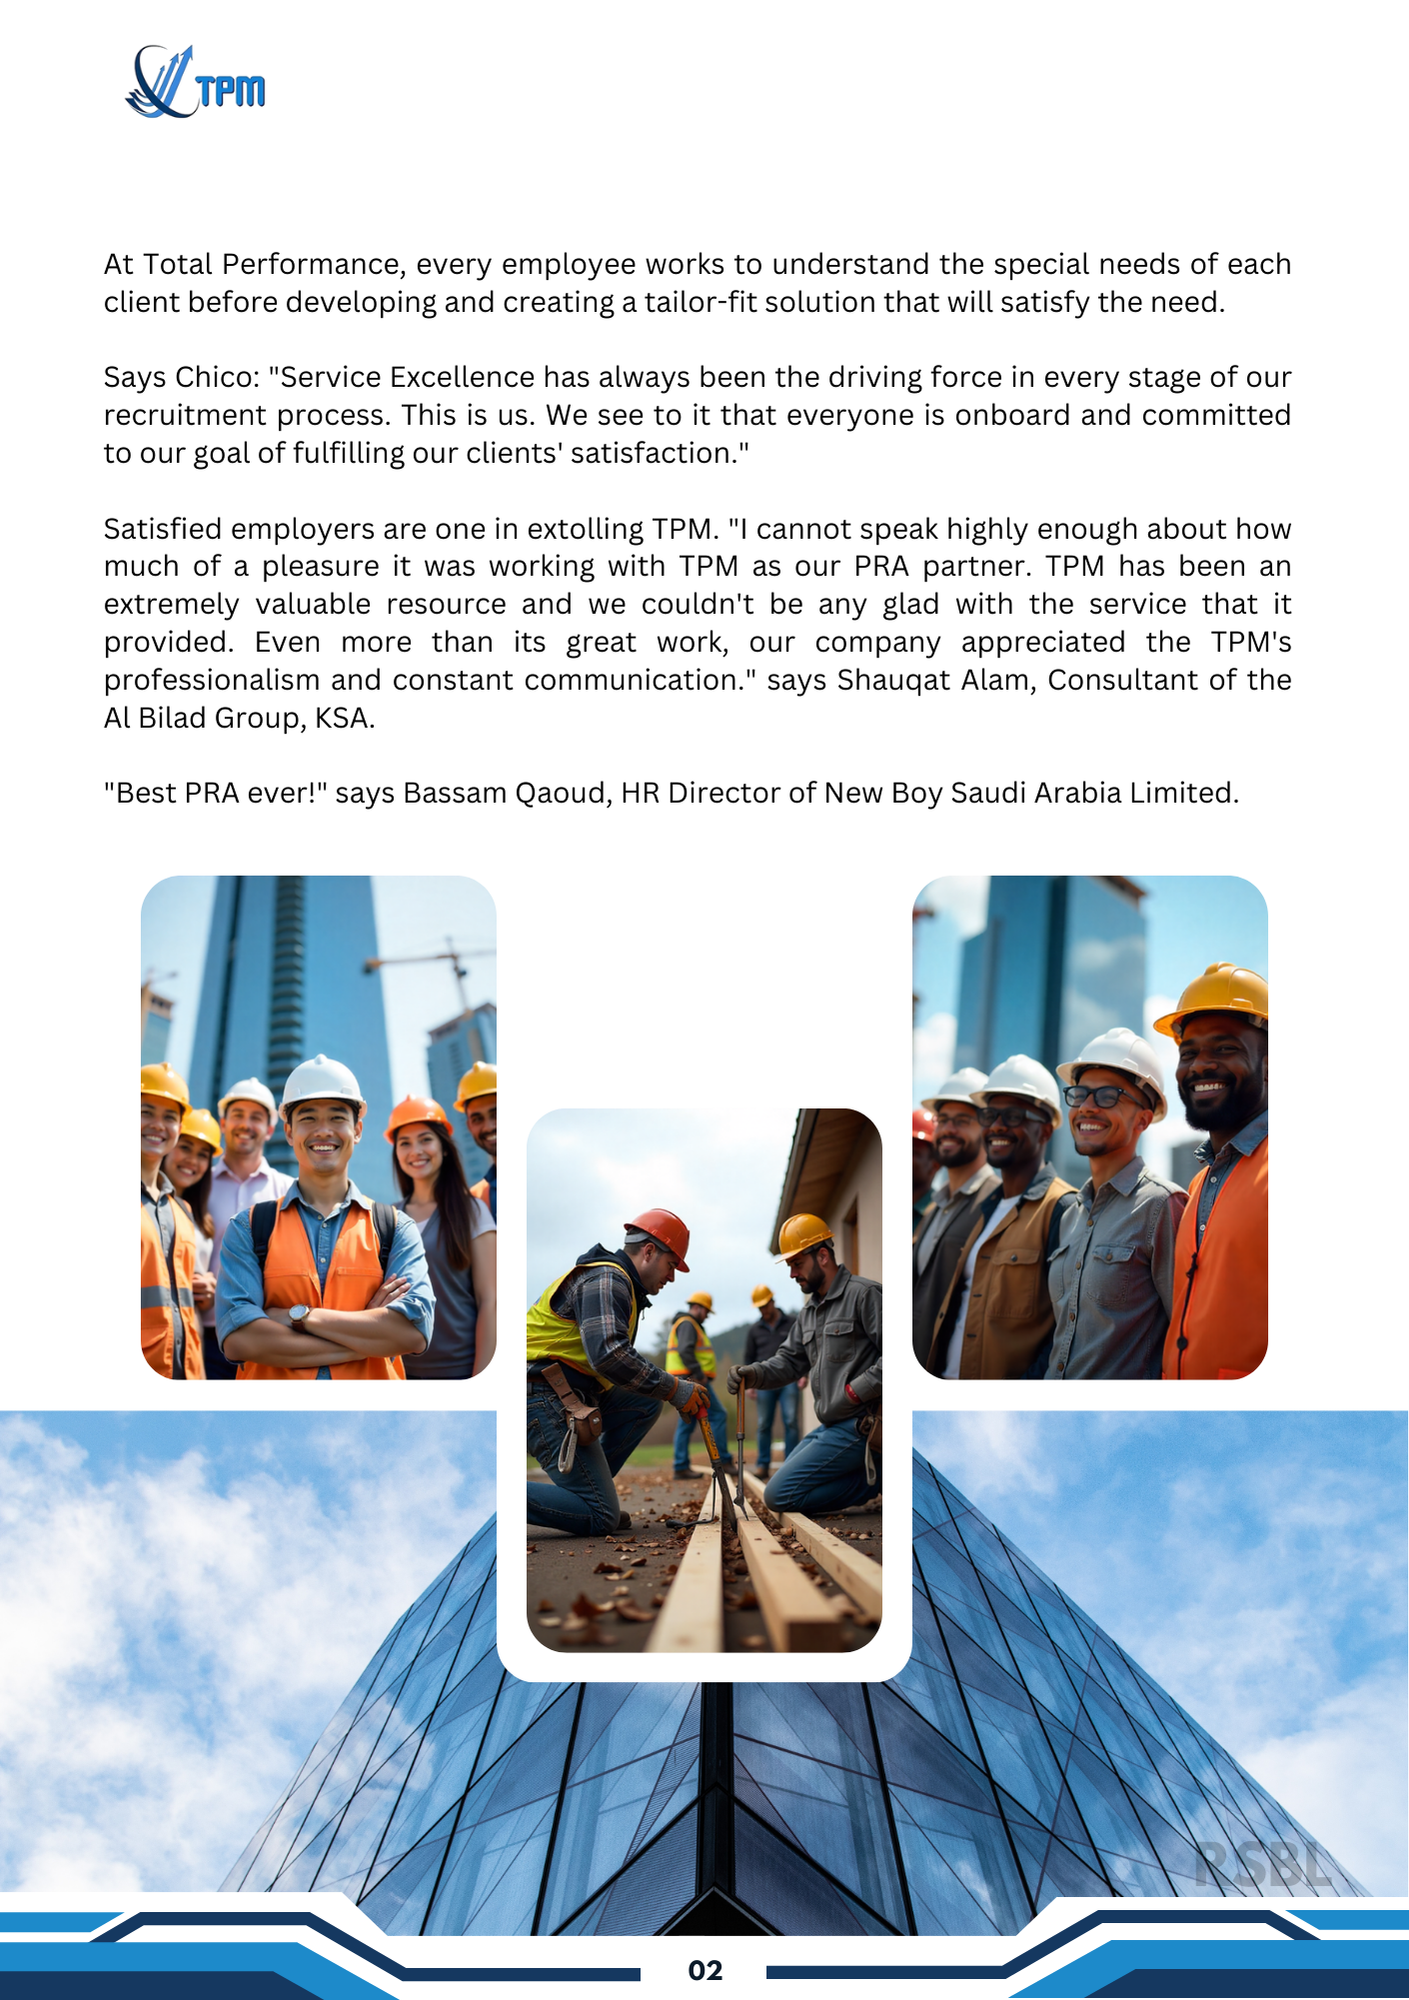 TPM
At Total Performance, every employee works to understand the special needs of each
client before developing and creating a tailor-fit solution that will satisfy the need.
Says Chico: "Service Excellence has always been the driving force in every stage of our
recruitment process. This is us. We see to it that everyone is onboard and committed
to our goal of fulfilling our clients' satisfaction."
Satisfied employers are one in extolling TPM. "I cannot speak highly enough about how
much of a pleasure it was working with TPM as our PRA partner. TPM has been an
extremely valuable resource and we couldn't be any glad with the service that it
provided. Even more than its great work, our company appreciated the TPM's
professionalism and constant communication." says Shauqat Alam, Consultant of the
Al Bilad Group, KSA.
"Best PRA ever!" says Bassam Qaoud, HR Director of New Boy Saudi Arabia Limited.
RSBL
02